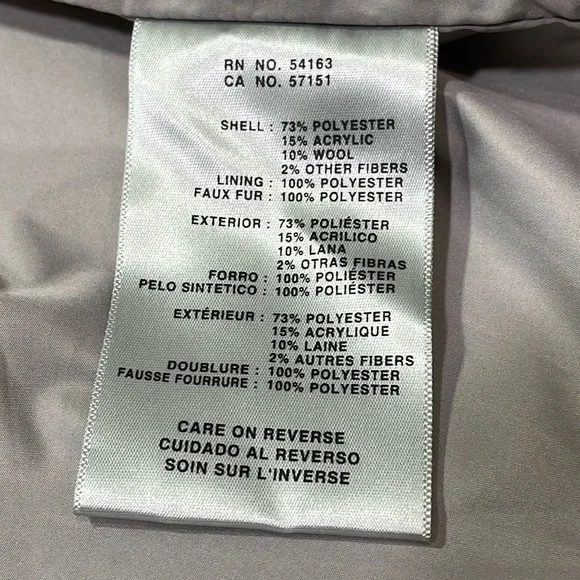 RN NO. 54163
CA NO. 57151
SHELL : 73% POLYESTER
15% ACRYLIC
10% WOOL
2% OTHER FIBERS
LINING : 100% POLYESTER
FAUX FUR : 100% POLYESTER
EXTERIOR : 73% POLIÉSTER
15% ACRILICO
10% LANA
2% OTRAS FIBRAS
FORRO : 100% POLIÉSTER
PELO SINTETICO : 100% POLIÉSTER
EXTÉRIEUR : 73% POLYESTER
15% ACRYLIQUE
10% LAINE
2% AUTRES FIBERS
DOUBLURE : 100% POLYESTER
FAUSSE FOURRURE : 100% POLYESTER
CARE ON REVERSE
CUIDADO AL REVERSO
SOIN SUR L'INVERSE